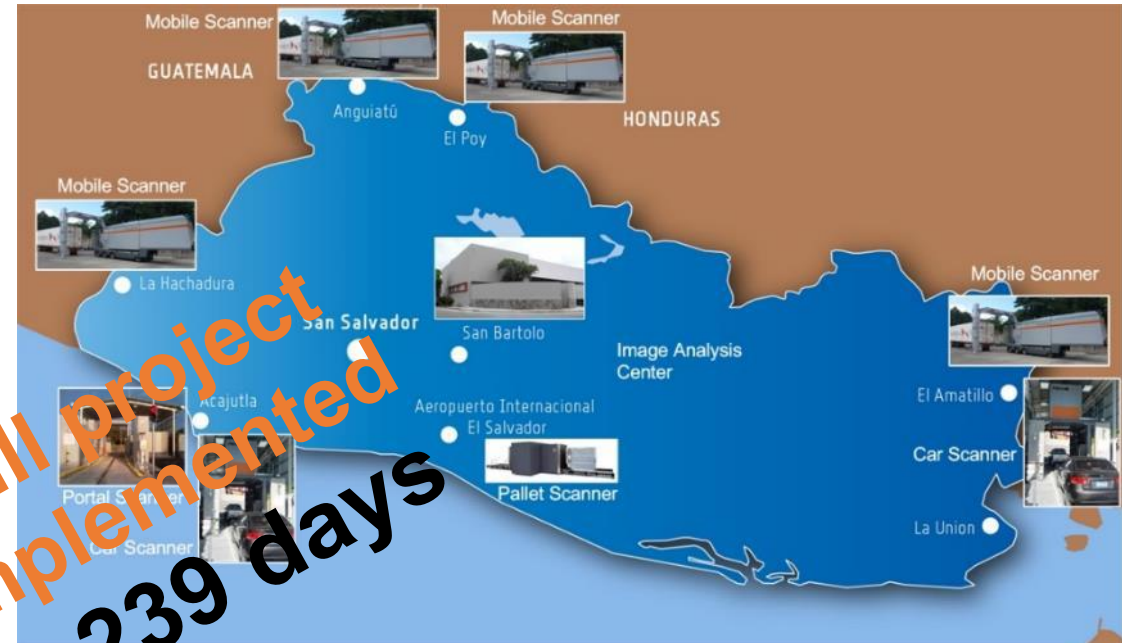 Mobile Scanner
Mobile Scanner
GUATEMALA
Anguiatú
El Poy
HONDURAS
Mobile Scanner
La Hachadura
Mobile Scanner
San Salvador
San Bartolo
Image Analysis
Center
El Amatillo
Acajutla
Aeropuerto Internacional
El Salvador
Car Scanner
Portal Scanner
Pallet Scanner
La Union
Car Scanner
project
239 days